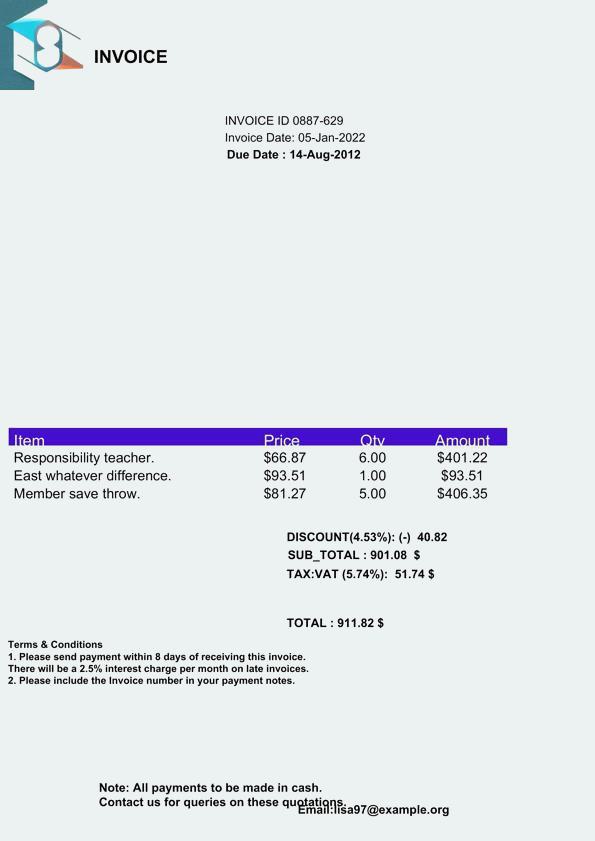 INVOICE
INVOICE ID 0887-629
Invoice Date: 05-Jan-2022
Due Date : 14-Aug-2012
Item Price Qty Amount
Responsibility teacher. $66.87 6.00 $401.22
East whatever difference. $93.51 1.00 $93.51
Member save throw. $81.27 5.00 $406.35
DISCOUNT(4.53%): (-) 40.82
SUB_TOTAL : 901.08 $
TAX:VAT (5.74%): 51.74 $
TOTAL : 911.82 $
Terms & Conditions
1. Please send payment within 8 days of receiving this invoice.
There will be a 2.5% interest charge per month on late invoices.
2. Please include the Invoice number in your payment notes.
Note: All payments to be made in cash.
Contact us for queries on these quotations.
Email:lisa97@example.org